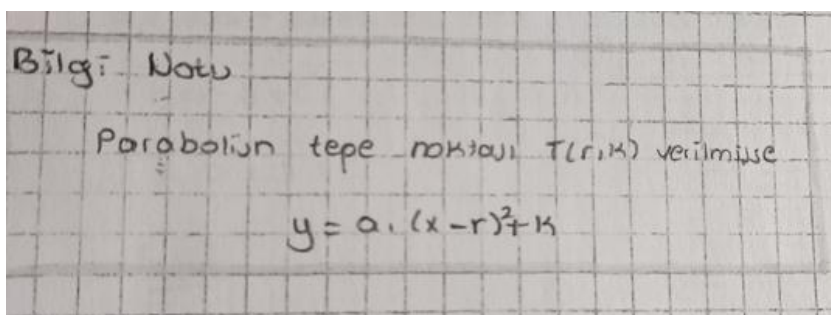 Bilgi Notu
Parabolün tepe noktası T(r,k) verilmişse
y = a. (x-r)²+k